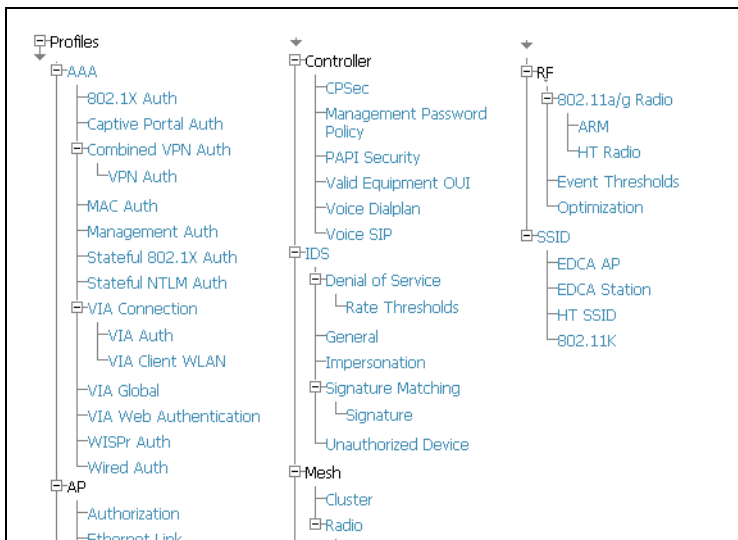 Profiles
AAA
802.1X Auth
Captive Portal Auth
Combined VPN Auth
VPN Auth
MAC Auth
Management Auth
Stateful 802.1X Auth
Stateful NTLM Auth
VIA Connection
VIA Auth
VIA Client WLAN
VIA Global
VIA Web Authentication
WISPr Auth
Wired Auth
AP
Authorization
Ethernet Link
Controller
CPSec
Management Password
Policy
PAPI Security
Valid Equipment OUI
Voice Dialplan
Voice SIP
IDS
Denial of Service
Rate Thresholds
General
Impersonation
Signature Matching
Signature
Unauthorized Device
Mesh
Cluster
Radio
RF
802.11a/g Radio
ARM
HT Radio
Event Thresholds
Optimization
SSID
EDCA AP
EDCA Station
HT SSID
802.11K